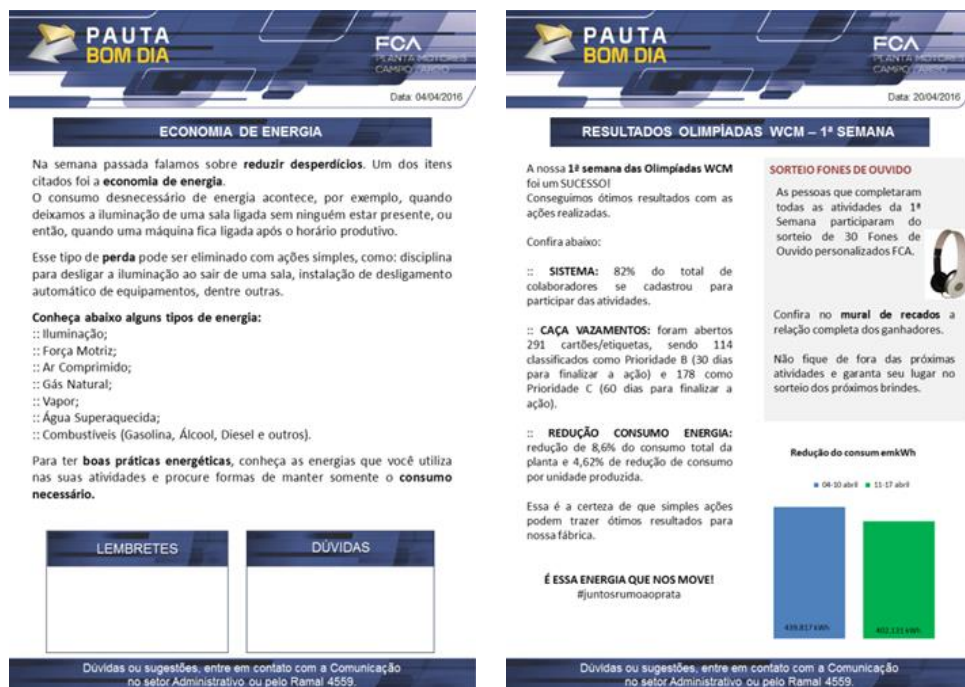 PAUTA
BOM DIA
FCA
PLANTA MOTORES
CAMPO LARGO
Data: 04/04/2016
ECONOMIA DE ENERGIA
Na semana passada falamos sobre reduzir desperdícios. Um dos itens
citados foi a economia de energia.
O consumo desnecessário de energia acontece, por exemplo, quando
deixamos a iluminação de uma sala ligada sem ninguém estar presente, ou
então, quando uma máquina fica ligada após o horário produtivo.
Esse tipo de perda pode ser eliminado com ações simples, como: disciplina
para desligar a iluminação ao sair de uma sala, instalação de desligamento
automático de equipamentos, dentre outras.
Conheça abaixo alguns tipos de energia:
:: Iluminação;
:: Força Motriz;
:: Ar Comprimido;
:: Gás Natural;
:: Vapor;
:: Água Superaquecida;
:: Combustíveis (Gasolina, Álcool, Diesel e outros).
Para ter boas práticas energéticas, conheça as energias que você utiliza
nas suas atividades e procure formas de manter somente o consumo
necessário.
LEMBRETES
DÚVIDAS
Dúvidas ou sugestões, entre em contato com a Comunicação
no setor Administrativo ou pelo Ramal 4559.
PAUTA
BOM DIA
FCA
PLANTA MOTORES
CAMPO LARGO
Data: 20/04/2016
RESULTADOS OLIMPÍADAS WCM – 1ª SEMANA
A nossa 1ª semana das Olimpíadas WCM
foi um SUCESSO!
Conseguimos ótimos resultados com as
ações realizadas.
Confira abaixo:
:: SISTEMA: 82% do total de
colaboradores se cadastrou para
participar das atividades.
:: CAÇA VAZAMENTOS: foram abertos
291 cartões/etiquetas, sendo 114
classificados como Prioridade B (30 dias
para finalizar a ação) e 178 como
Prioridade C (60 dias para finalizar a
ação).
:: REDUÇÃO CONSUMO ENERGIA:
redução de 8,6% do consumo total da
planta e 4,62% de redução de consumo
por unidade produzida.
Essa é a certeza de que simples ações
podem trazer ótimos resultados para
nossa fábrica.
É ESSA ENERGIA QUE NOS MOVE!
#juntosrumoaoprata
SORTEIO FONES DE OUVIDO
As pessoas que completaram
todas as atividades da 1ª
Semana participaram do
sorteio de 30 Fones de
Ouvido personalizados FCA.
Confira no mural de recados a
relação completa dos ganhadores.
Não fique de fora das próximas
atividades e garanta seu lugar no
sorteio dos próximos brindes.
Redução do consum emkWh
04-10 abril 11-17 abril
439.817 kWh
Dúvidas ou sugestões, entre em contato com a Comunicação
no setor Administrativo ou pelo Ramal 4559.